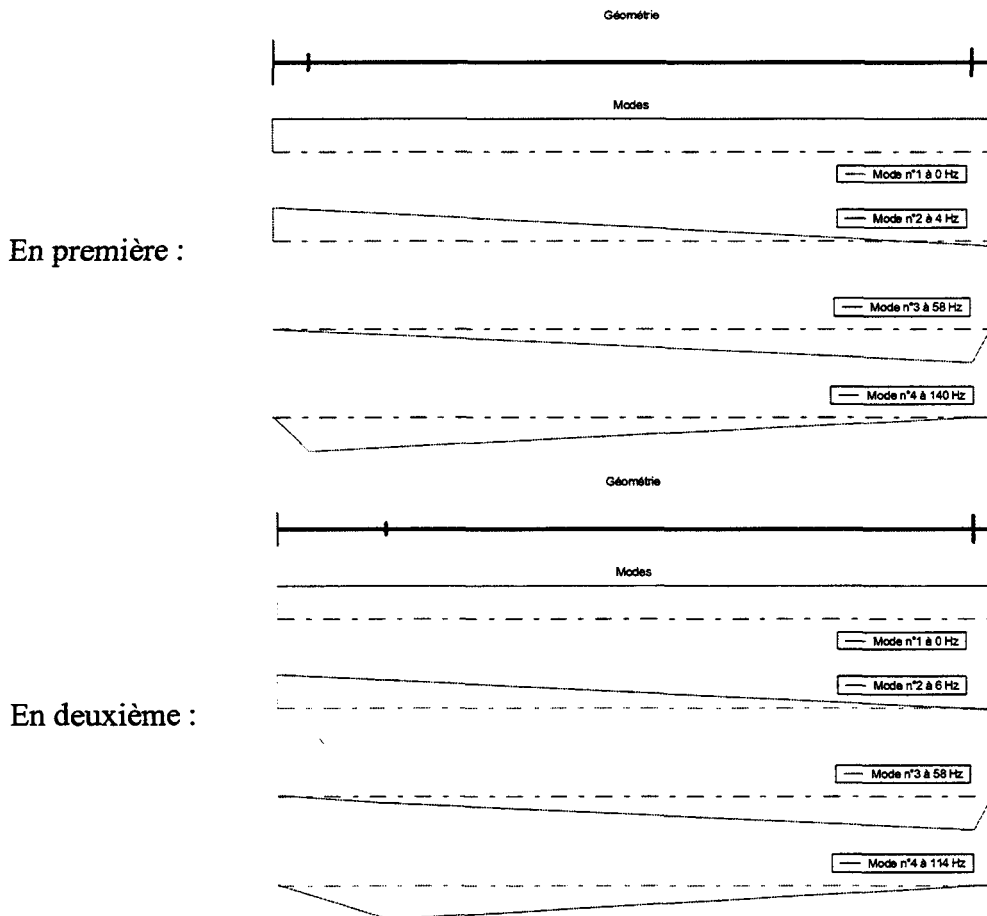 Géométrie
Modes
Mode n°1 à 0 Hz
Mode n°2 à 4 Hz
En première :
Mode n°3 à 58 Hz
Mode n°4 à 140 Hz
Géométrie
Modes
Mode n°1 à 0 Hz
Mode n°2 à 6 Hz
En deuxième :
Mode n°3 à 58 Hz
Mode n°4 à 114 Hz